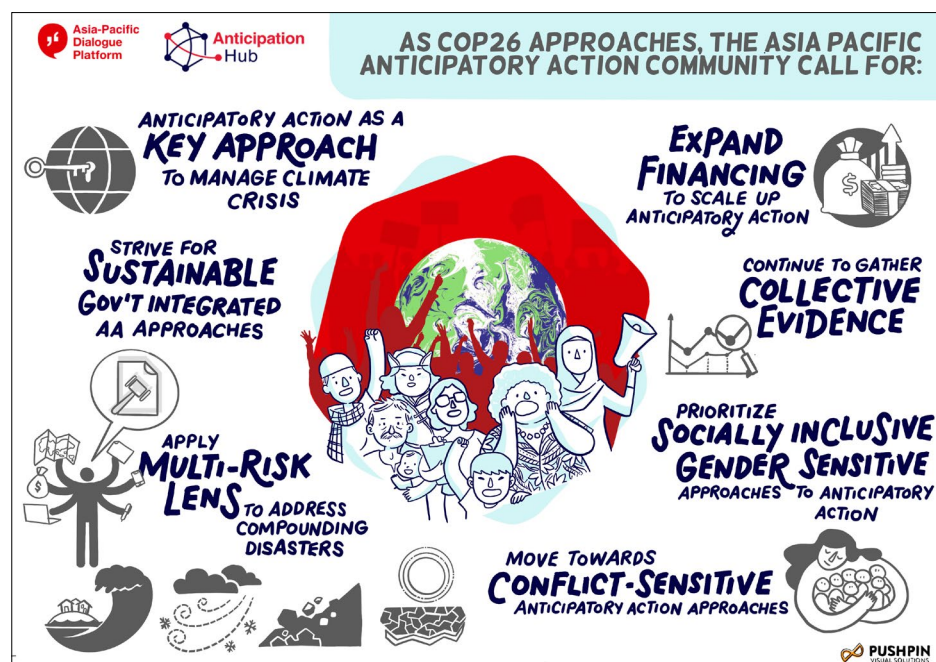 Asia-Pacific
Dialogue
Platform
Anticipation
Hub
AS COP26 APPROACHES, THE ASIA PACIFIC
ANTICIPATORY ACTION COMMUNITY CALL FOR:
ANTICIPATORY ACTION AS A
KEY APPROACH
TO MANAGE CLIMATE
CRISIS
STRIVE FOR
SUSTAINABLE
GOV'T INTEGRATED
AA APPROACHES
APPLY
MULTI-RISK
LENS TO ADDRESS
COMPOUNDING
DISASTERS
EXPAND
FINANCING
TO SCALE UP
ANTICIPATORY ACTION
$
CONTINUE TO GATHER
COLLECTIVE
EVIDENCE
PRIORITIZE
SOCIALLY INCLUSIVE
GENDER SENSITIVE
APPROACHES TO ANTICIPATORY
ACTION
MOVE TOWARDS
CONFLICT-SENSITIVE
ANTICIPATORY ACTION APPROACHES
$
PUSHPIN
VISUAL SOLUTIONS